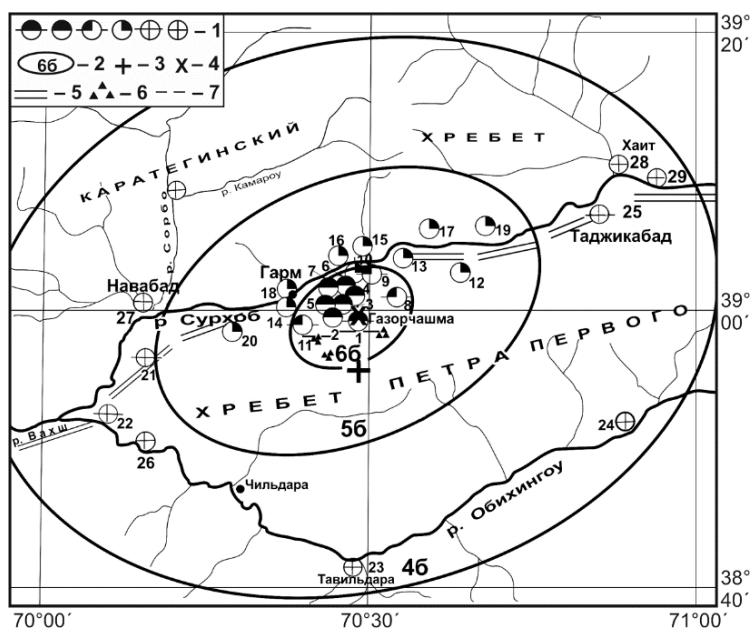 – 1
6б – 2 – 3 – 4
– 5 – 6 – 7
39°
20´
КАРАТЕГИНСКИЙ
ХРЕБЕТ
р. Камароу
р. Сорбо
Хаит
28
29
25
Таджикабад
17
19
15
16
10
13
12
7
6
9
Гарм
18
4
8
5
3
Газорчашма
39°
00´
Навабад
27
р. Сурхоб
14
20
11
2
1
6б
21
ХРЕБЕТ ПЕТРА ПЕРВОГО
5б
22
р. Вахш
26
24
Чильдара
р. Обихингоу
23
4б
Тавильдара
38°
40´
70°00´
70°30´
71°00´